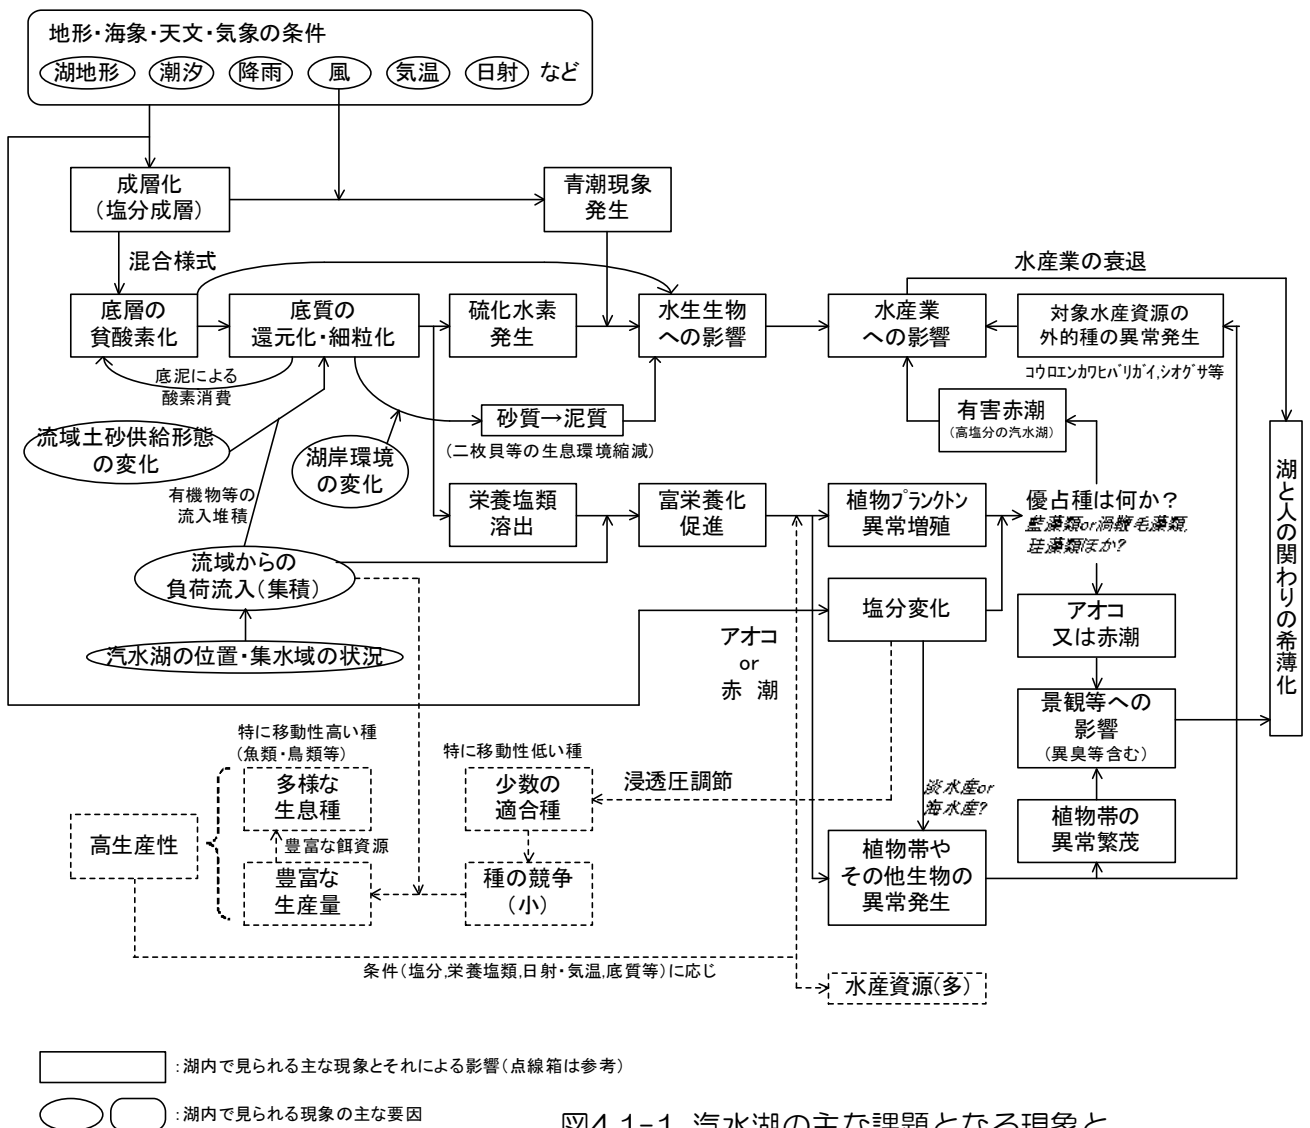 地形・海象・天文・気象の条件
湖地形 潮汐 降雨 風 気温 日射 など
成層化
（塩分成層）
青潮現象
発生
混合様式
水産業の衰退
底層の
貧酸素化
底質の
還元化・細粒化
硫化水素
発生
水生生物
への影響
水産業
への影響
対象水産資源の
外的種の異常発生
コウロエンカワヒバリガイ,シオグサ等
底泥による
酸素消費
砂質→泥質
（二枚貝等の生息環境縮減）
有害赤潮
（高塩分の汽水湖）
流域土砂供給形態
の変化
湖岸環境
の変化
有機物等の
流入堆積
栄養塩類
溶出
富栄養化
促進
植物プランクトン
異常増殖
優占種は何か？
藍藻類or渦鞭毛藻類,
珪藻類ほか?
湖と人の関わりの希薄化
流域からの
負荷流入（集積）
塩分変化
アオコ
又は赤潮
汽水湖の位置・集水域の状況
アオコ
or
赤 潮
景観等への
影響
（異臭等含む）
特に移動性高い種
（魚類・鳥類等）
特に移動性低い種
多様な
生息種
少数の
適合種
浸透圧調節
淡水産or
海水産?
植物帯の
異常繁茂
高生産性
豊富な餌資源
豊富な
生産量
種の競争
（小）
植物帯や
その他生物の
異常発生
条件（塩分,栄養塩類,日射・気温,底質等）に応じ
水産資源（多）
：湖内で見られる主な現象とそれによる影響（点線箱は参考）
：湖内で見られる現象の主な要因
図4.1-1 汽水湖の主な課題となる現象と